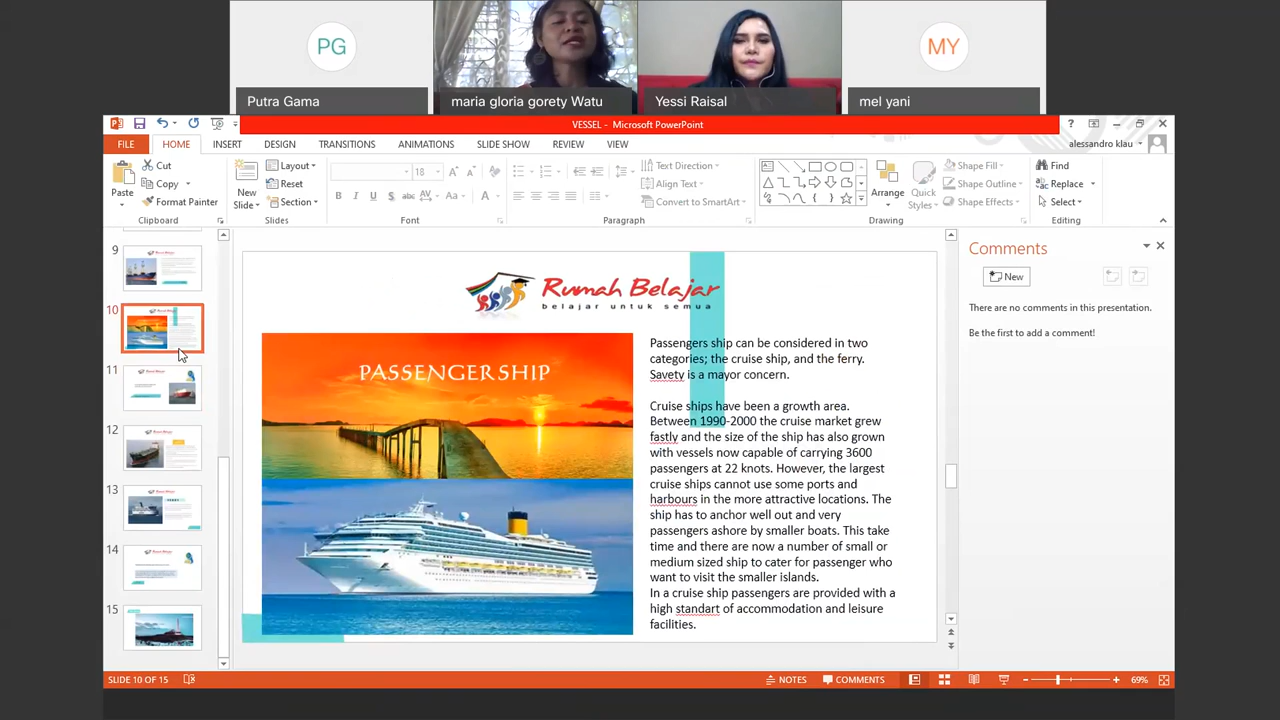 PG
MY
Putra Gama
maria gloria gorety Watu
Yessi Raisal
mel yani
VESSEL - Microsoft PowerPoint
FILE
HOME
INSERT
DESIGN
TRANSITIONS
ANIMATIONS
SLIDE SHOW
REVIEW
VIEW
alessandro klau
Paste
Cut
Copy
Format Painter
Clipboard
New
Slide
Layout
Reset
Section
Slides
18
Font
Paragraph
Text Direction
Align Text
Convert to SmartArt
Arrange
Quick
Styles
Shape Fill
Shape Outline
Shape Effects
Drawing
Find
Replace
Select
Editing
9
10
11
12
13
14
15
Rumah Belajar
belajar untuk semua
PASSENGERSHIP
Passengers ship can be considered in two
categories; the cruise ship, and the ferry.
Savety is a mayor concern.
Cruise ships have been a growth area.
Between 1990-2000 the cruise market grew
fastly and the size of the ship has also grown
with vessels now capable of carrying 3600
passengers at 22 knots. However, the largest
cruise ships cannot use some ports and
harbours in the more attractive locations. The
ship has to anchor well out and very
passengers ashore by smaller boats. This take
time and there are now a number of small or
medium sized ship to cater for passenger who
want to visit the smaller islands.
In a cruise ship passengers are provided with a
high standart of accommodation and leisure
facilities.
Comments
New
There are no comments in this presentation.
Be the first to add a comment!
SLIDE 10 OF 15
NOTES
COMMENTS
69%